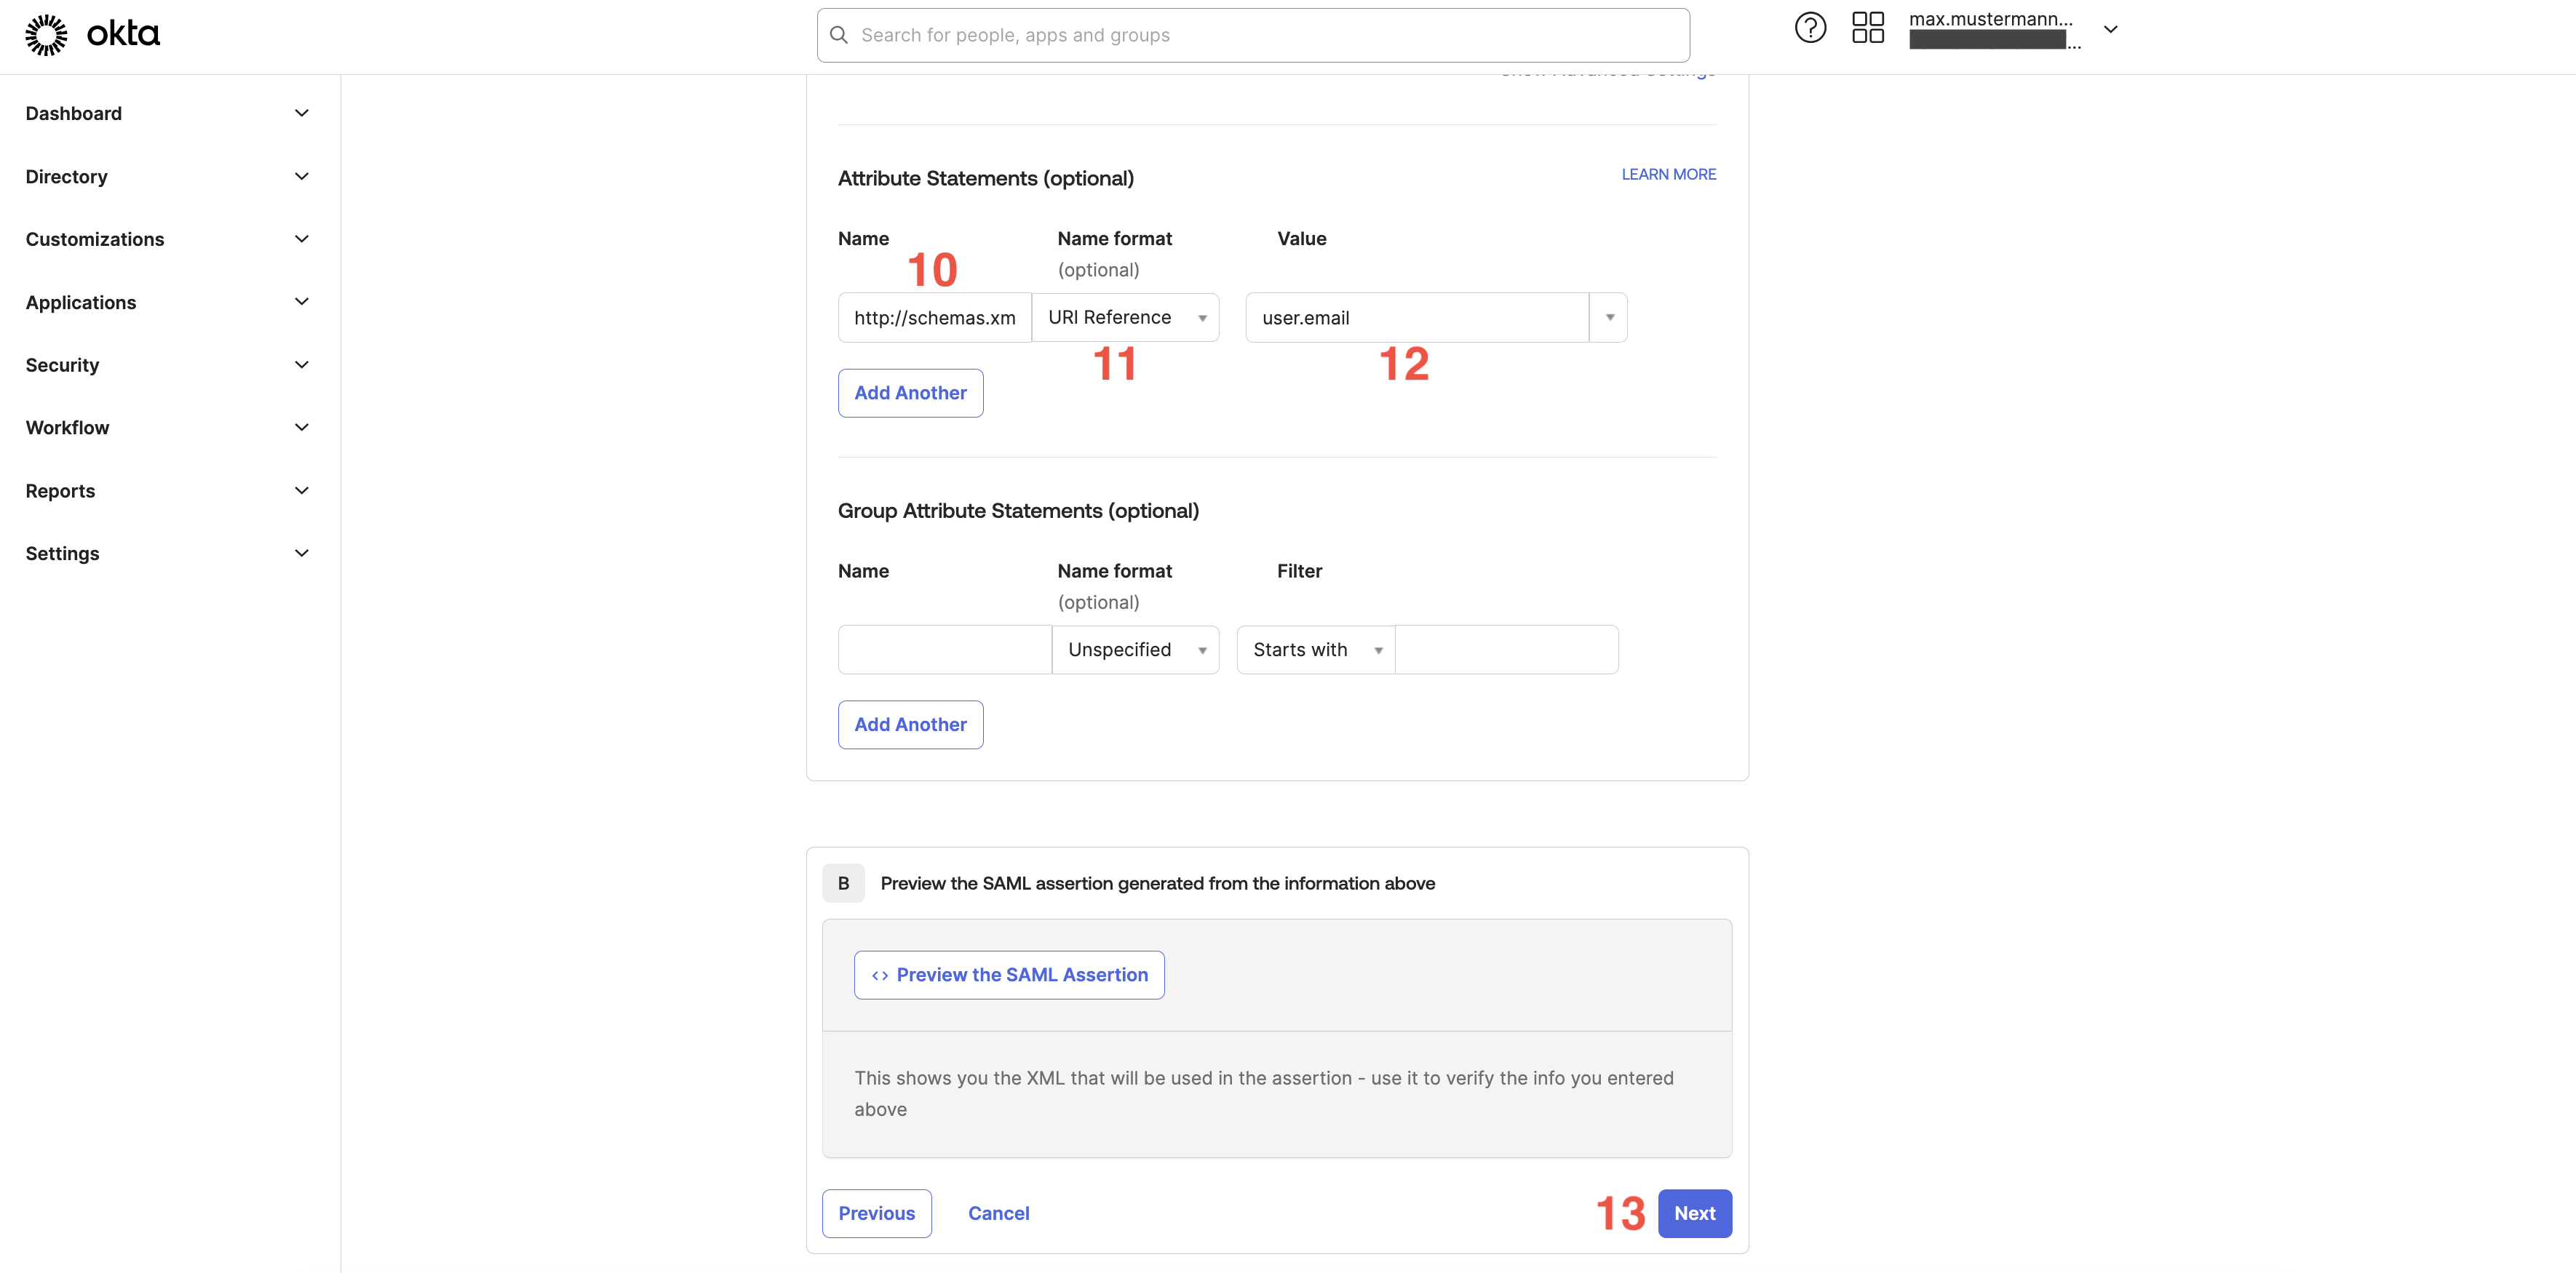 okta
Search for people, apps and groups
max.mustermann...
...
Dashboard
Directory
Customizations
Applications
Security
Workflow
Reports
Settings
Show Advanced Settings
Attribute Statements (optional)
LEARN MORE
Name
Name format
(optional)
Value
10
http://schemas.xm
URI Reference
user.email
11
12
Add Another
Group Attribute Statements (optional)
Name
Name format
(optional)
Filter
Unspecified
Starts with
Add Another
B
Preview the SAML assertion generated from the information above
<> Preview the SAML Assertion
This shows you the XML that will be used in the assertion - use it to verify the info you entered
above
Previous
Cancel
13
Next